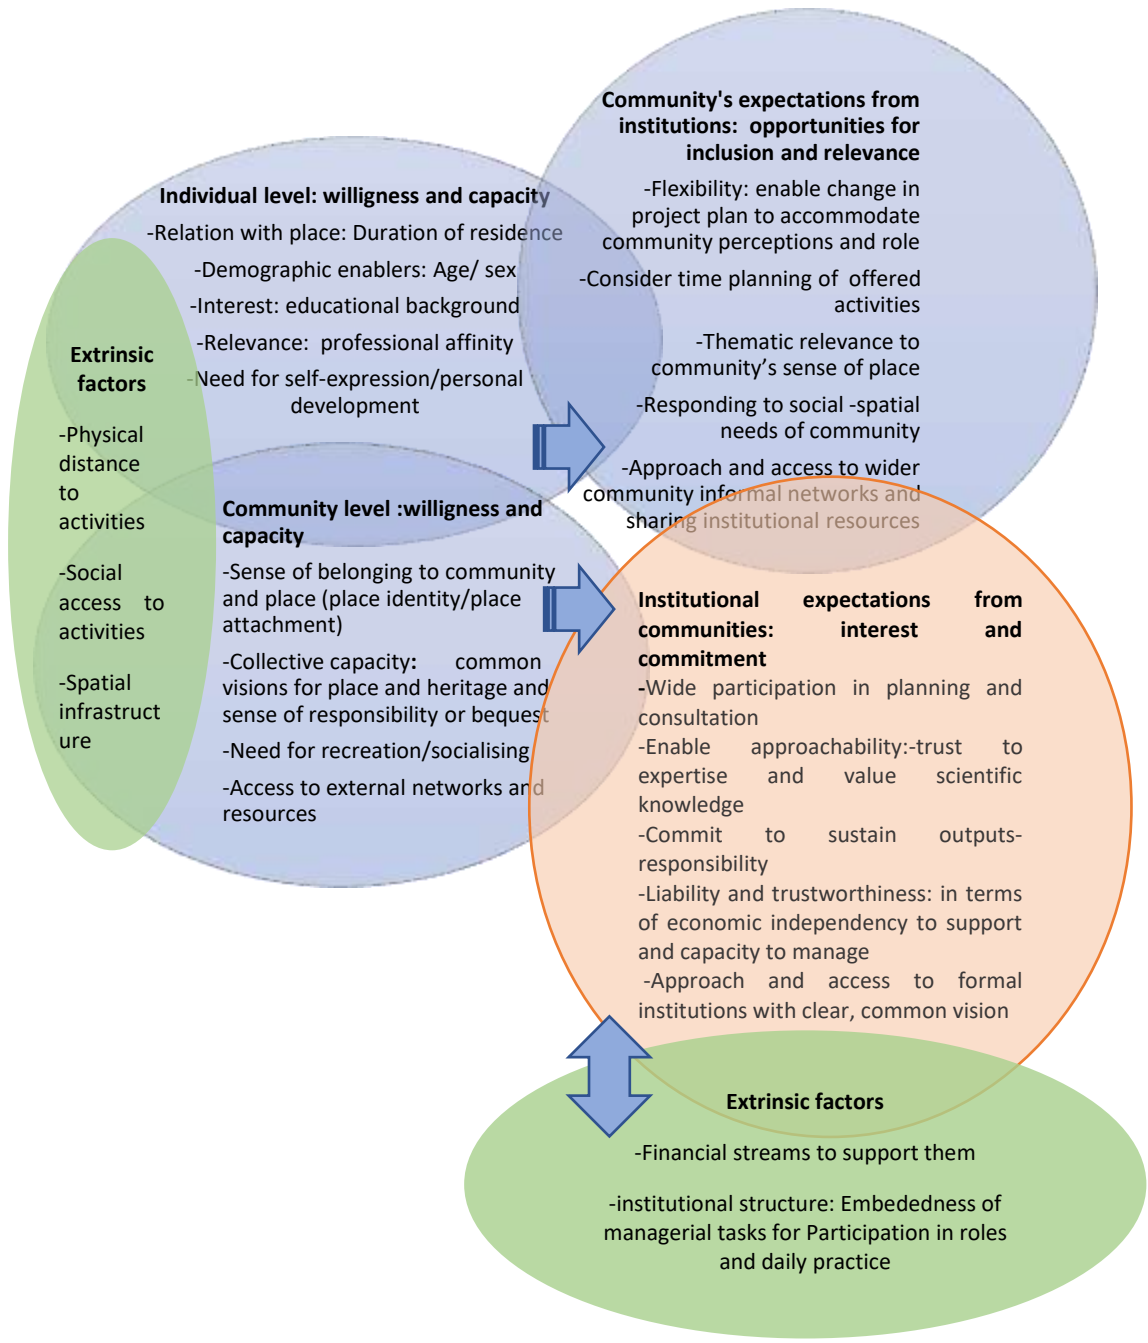 Community's expectations from
institutions: opportunities for
inclusion and relevance
-Flexibility: enable change in
project plan to accommodate
community perceptions and role
-Consider time planning of offered
activities
-Thematic relevance to
community’s sense of place
-Responding to social -spatial
needs of community
-Approach and access to wider
community informal networks and
sharing institutional resources
Individual level: willigness and capacity
-Relation with place: Duration of residence
-Demographic enablers: Age/ sex
-Interest: educational background
-Relevance: professional affinity
-Need for self-expression/personal
development
Extrinsic
factors
-Physical
distance
to
activities
-Social
access to
activities
-Spatial
infrastruct
ure
Community level :willigness and
capacity
-Sense of belonging to community
and place (place identity/place
attachment)
-Collective capacity: common
visions for place and heritage and
sense of responsibility or bequest
-Need for recreation/socialising
-Access to external networks and
resources
Institutional expectations from
communities: interest and
commitment
-Wide participation in planning and
consultation
-Enable approachability:-trust to
expertise and value scientific
knowledge
-Commit to sustain outputs-
responsibility
-Liability and trustworthiness: in terms
of economic independency to support
and capacity to manage
-Approach and access to formal
institutions with clear, common vision
Extrinsic factors
-Financial streams to support them
-institutional structure: Embededness of
managerial tasks for Participation in roles
and daily practice